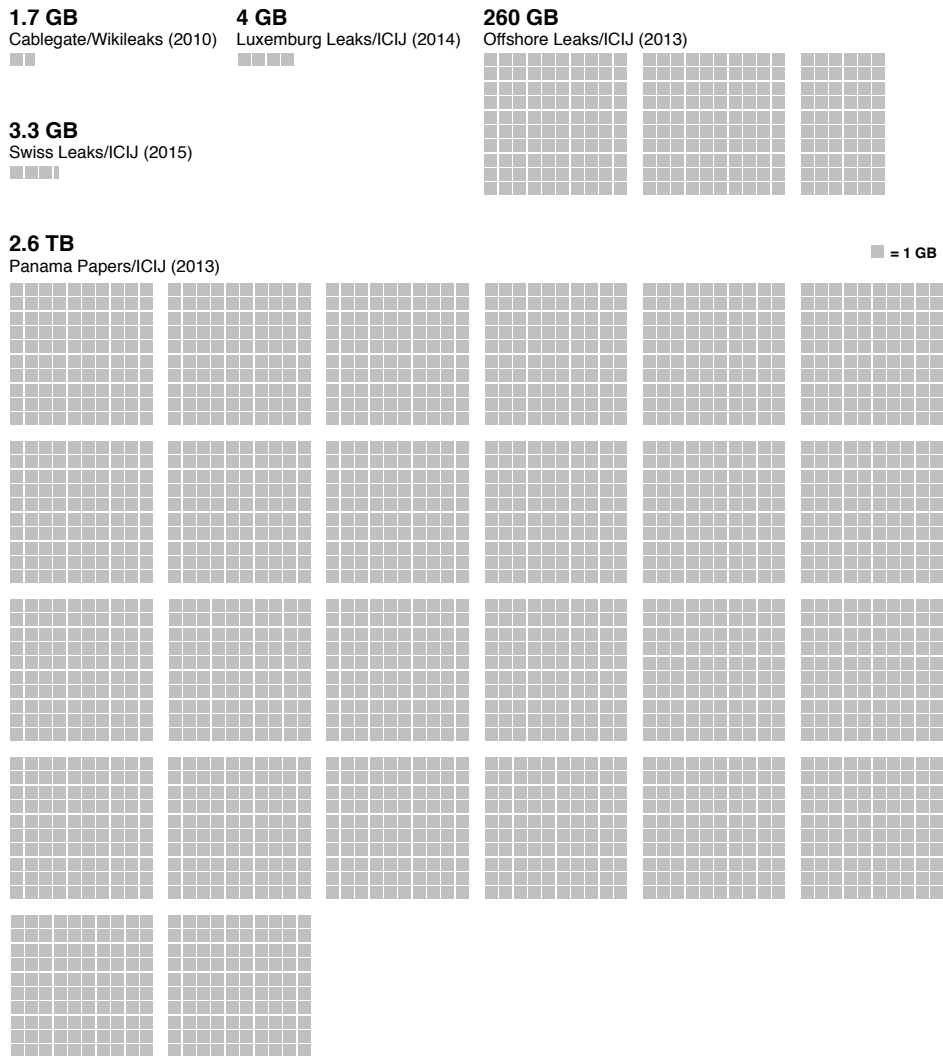 1.7 GB
Cablegate/Wikileaks (2010)
4 GB
Luxemburg Leaks/ICIJ (2014)
260 GB
Offshore Leaks/ICIJ (2013)
3.3 GB
Swiss Leaks/ICIJ (2015)
2.6 TB
Panama Papers/ICIJ (2013)
= 1 GB